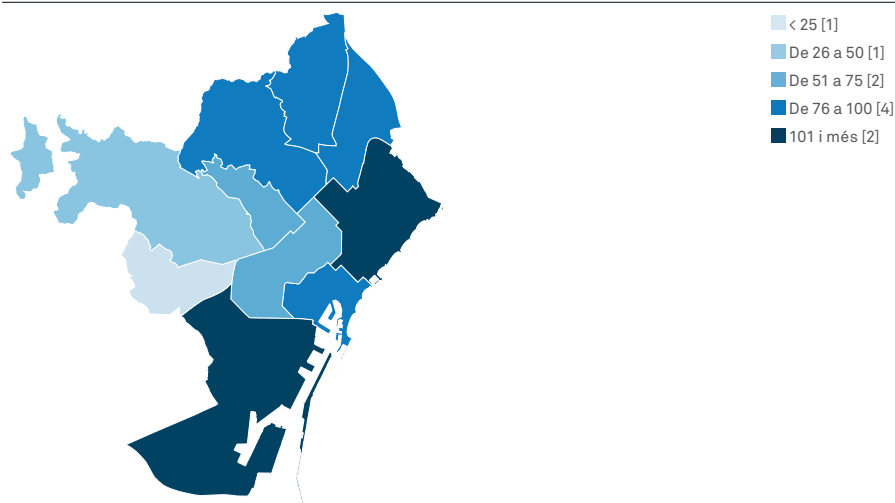 < 25 [1]
De 26 a 50 [1]
De 51 a 75 [2]
De 76 a 100 [4]
101 i més [2]